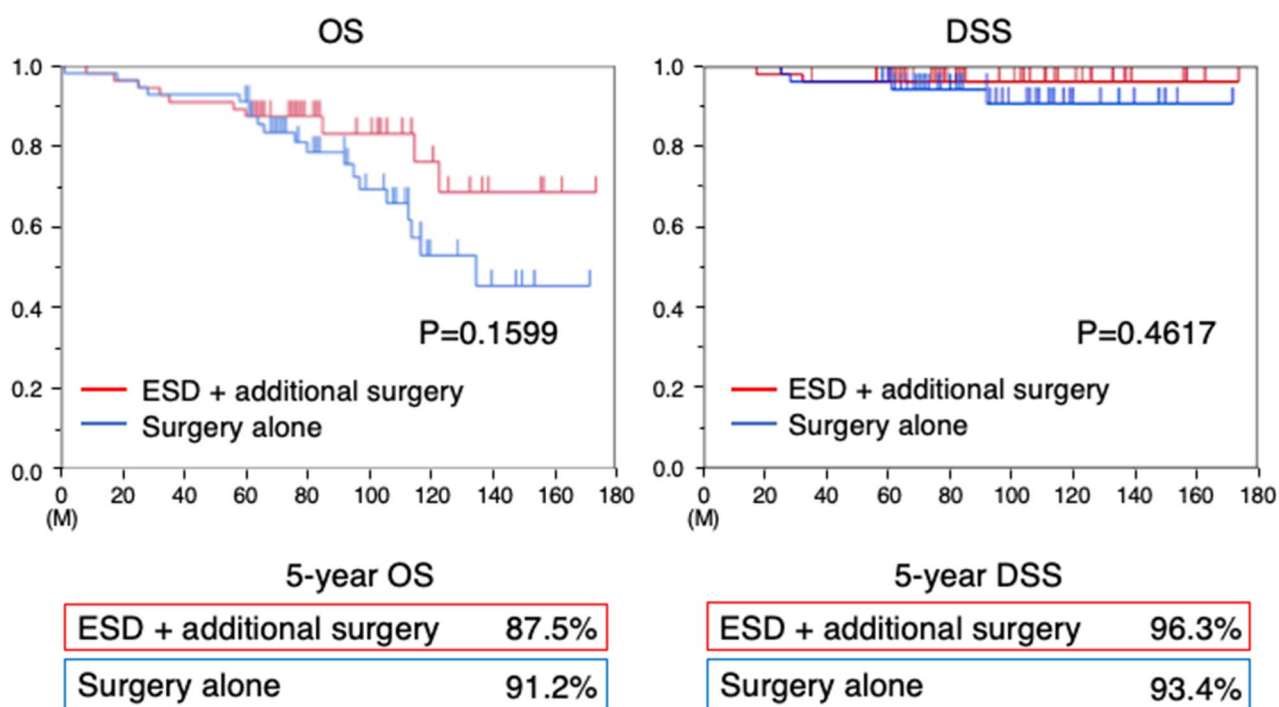 OS
1.0
0.8
0.6
0.4
0.2
0.0
P=0.1599
ESD + additional surgery
Surgery alone
0 20 40 60 80 100 120 140 160 180
(M)
DSS
1.0
0.8
0.6
0.4
0.2
0.0
P=0.4617
ESD + additional surgery
Surgery alone
0 20 40 60 80 100 120 140 160 180
(M)
5-year OS
ESD + additional surgery 87.5%
Surgery alone 91.2%
5-year DSS
ESD + additional surgery 96.3%
Surgery alone 93.4%